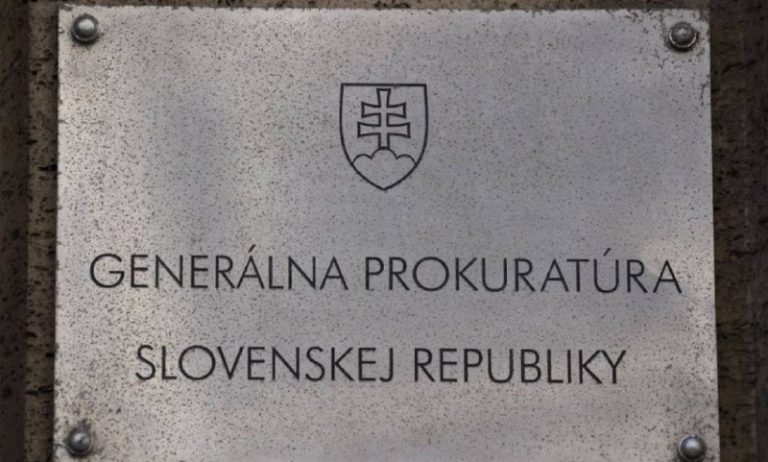 GENERÁLNA PROKURATÚRA
SLOVENSKEJ REPUBLIKY